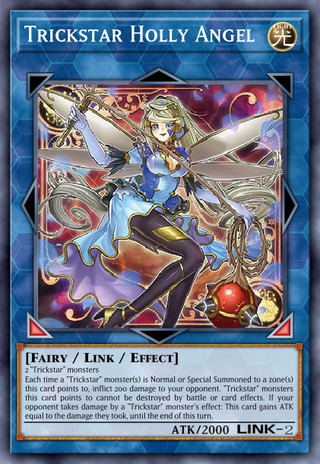 Trickstar Holly Angel
LIGHT
光
[Fairy / Link / Effect]
2 "Trickstar" monsters
Each time a "Trickstar" monster(s) is Normal or Special Summoned to a zone(s)
this card points to, inflict 200 damage to your opponent. "Trickstar" monsters
this card points to cannot be destroyed by battle or card effects. If your
opponent takes damage by a "Trickstar" monster's effect: This card gains ATK
equal to the damage they took, until the end of this turn.
ATK/2000 LINK-2